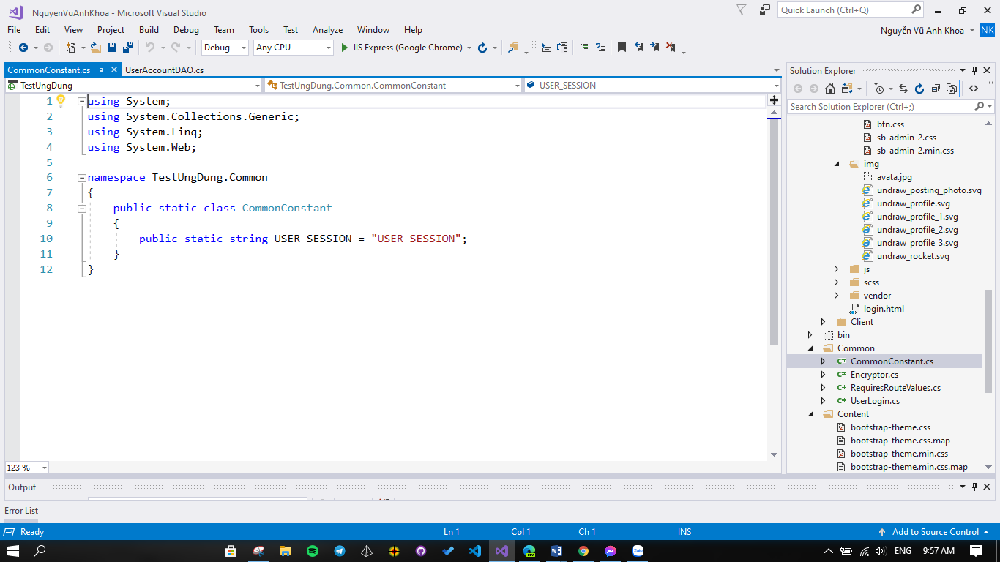 NguyenVuAnhKhoa - Microsoft Visual Studio
Quick Launch (Ctrl+Q)
File Edit View Project Build Debug Team Tools Test Analyze Window Help
Nguyễn Vũ Anh Khoa NK
Debug Any CPU IIS Express (Google Chrome)
CommonConstant.cs UserAccountDAO.cs
TestUngDung TestUngDung.Common.CommonConstant USER_SESSION
1 using System;
2 using System.Collections.Generic;
3 using System.Linq;
4 using System.Web;
5
6 namespace TestUngDung.Common
7 {
8 public static class CommonConstant
9 {
10 public static string USER_SESSION = "USER_SESSION";
11 }
12 }
123 %
Solution Explorer
Search Solution Explorer (Ctrl+;)
btn.css
sb-admin-2.css
sb-admin-2.min.css
img
avata.jpg
undraw_posting_photo.svg
undraw_profile.svg
undraw_profile_1.svg
undraw_profile_2.svg
undraw_profile_3.svg
undraw_rocket.svg
js
scss
vendor
login.html
Client
bin
Common
C# CommonConstant.cs
C# Encryptor.cs
C# RequiresRouteValues.cs
C# UserLogin.cs
Content
bootstrap-theme.css
bootstrap-theme.css.map
bootstrap-theme.min.css
bootstrap-theme.min.css.map
Output
Error List
Ready Ln 1 Col 1 Ch 1 INS Add to Source Control
DEV Zalo ENG 9:57 AM